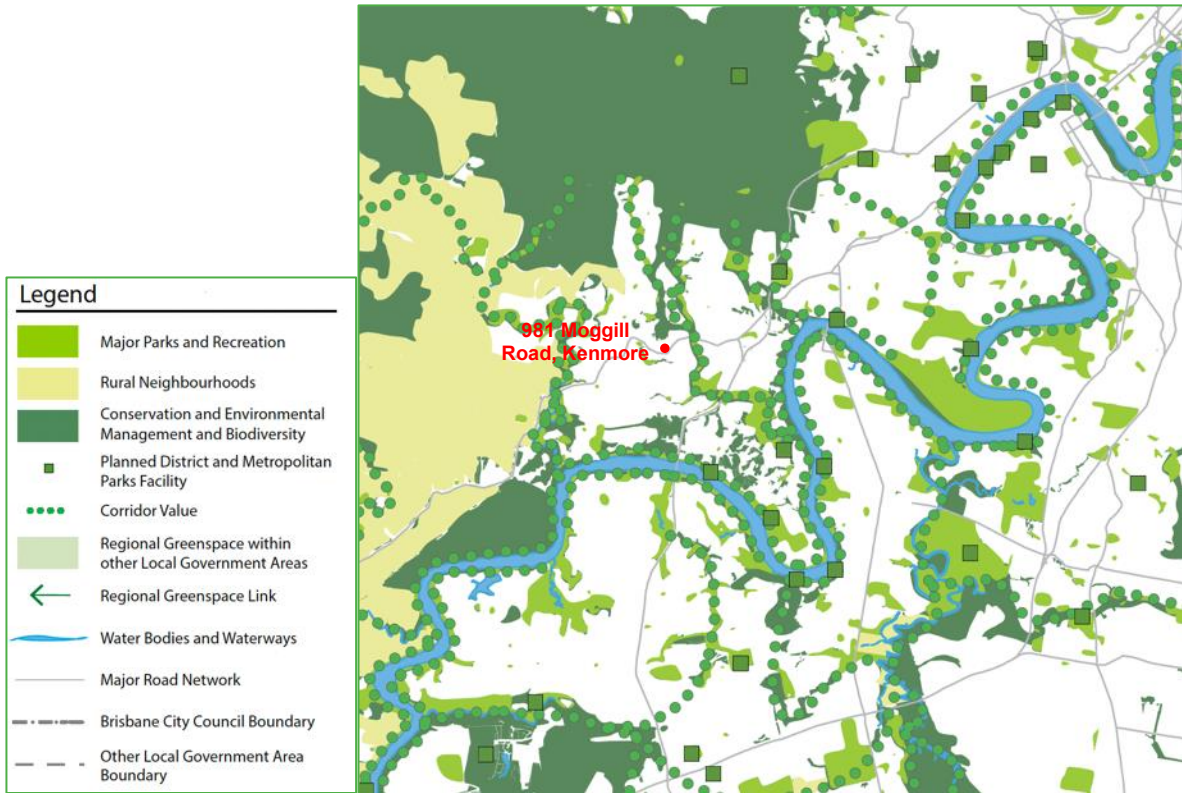 Legend
Major Parks and Recreation
Rural Neighbourhoods
Conservation and Environmental
Management and Biodiversity
Planned District and Metropolitan
Parks Facility
Corridor Value
Regional Greenspace within
other Local Government Areas
Regional Greenspace Link
Water Bodies and Waterways
Major Road Network
Brisbane City Council Boundary
Other Local Government Area
Boundary
981 Moggill
Road, Kenmore